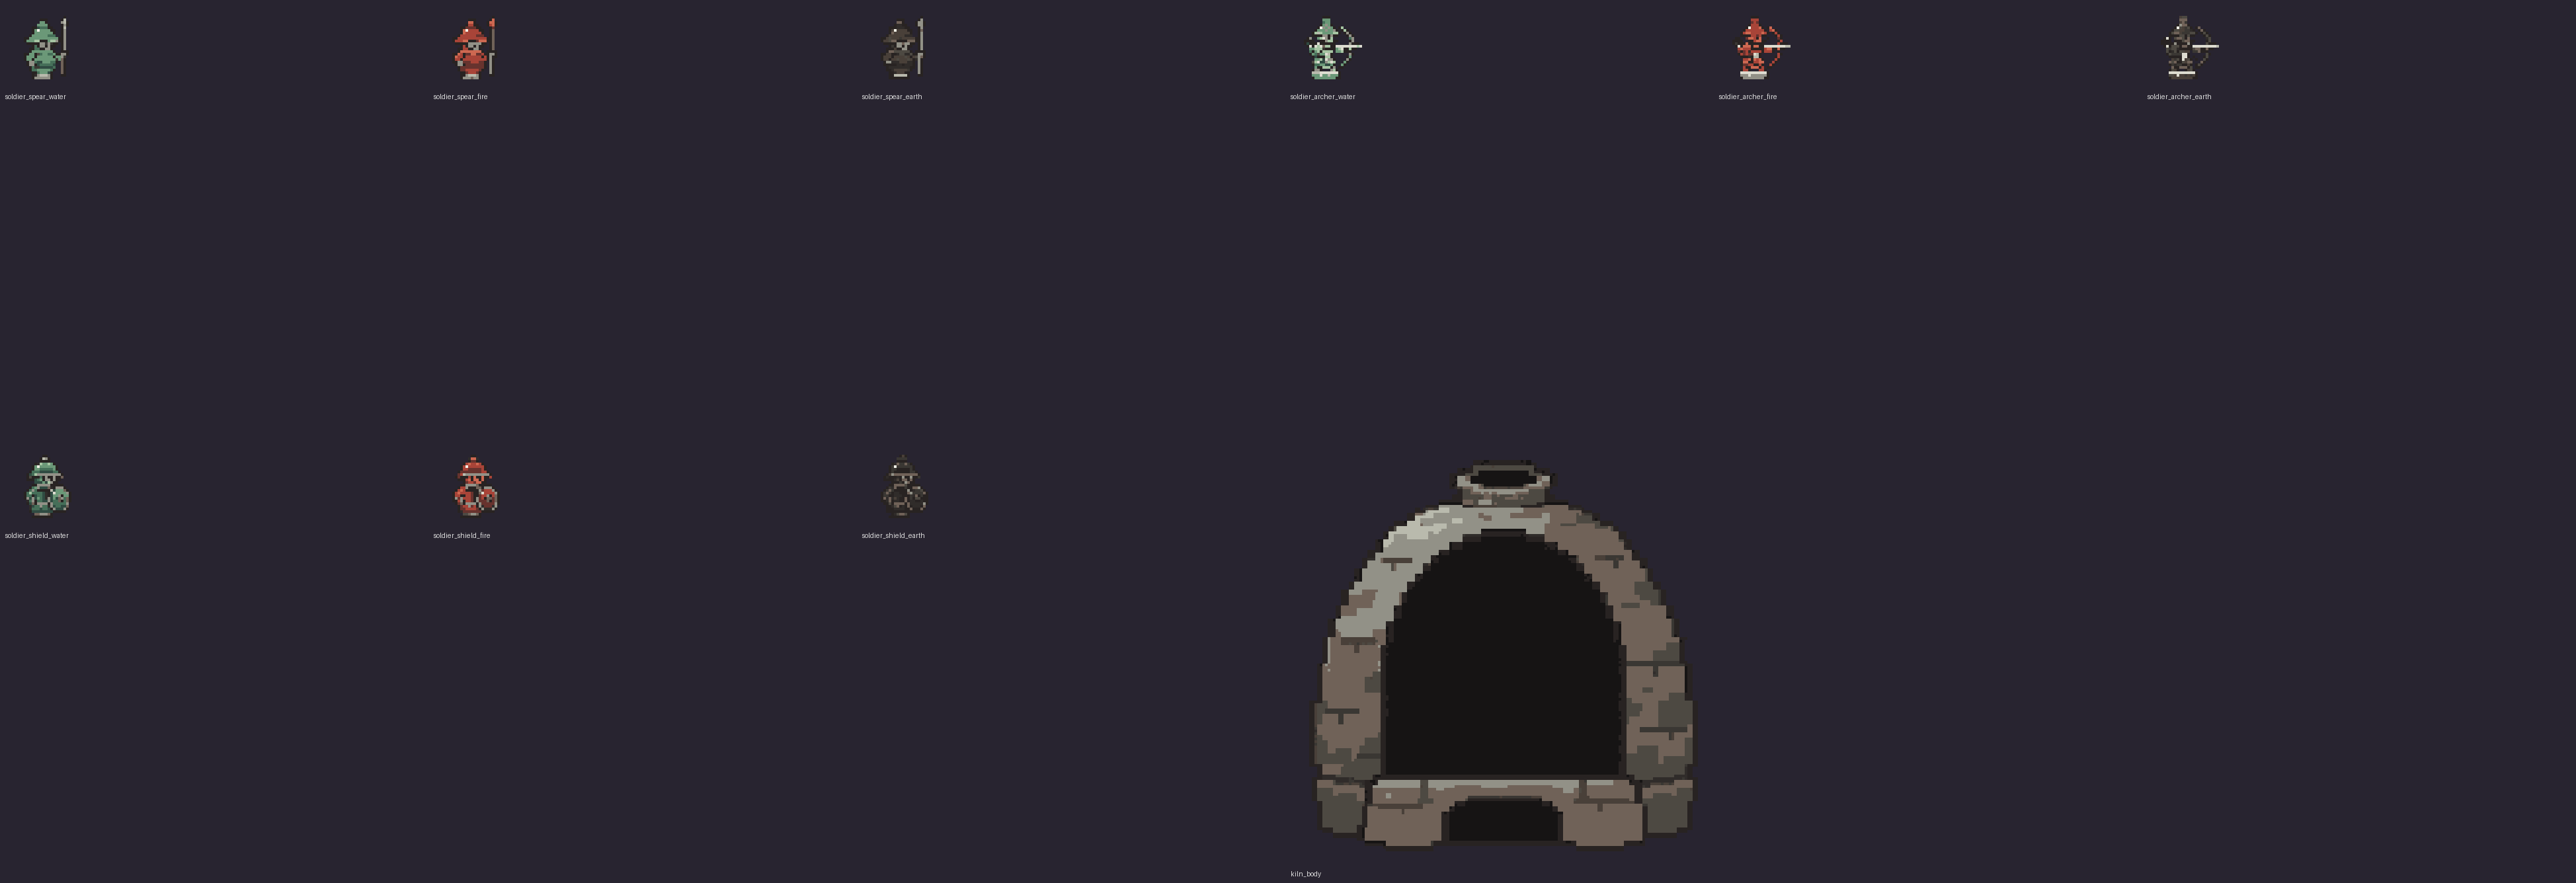 soldier_spear_water
soldier_spear_fire
soldier_spear_earth
soldier_archer_water
soldier_archer_fire
soldier_archer_earth
soldier_shield_water
soldier_shield_fire
soldier_shield_earth
kiln_body